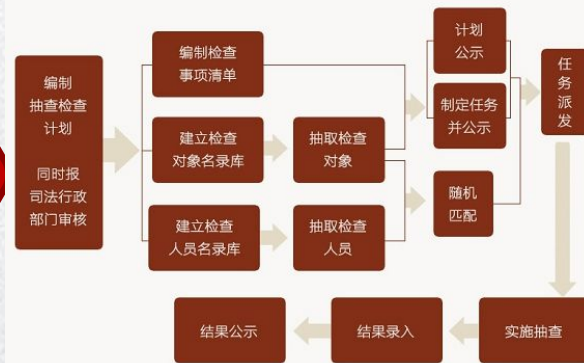 编制
抽查检查
计划
同时报
司法行政
部门审核
编制检查
事项清单
建立检查
对象名录库
建立检查
人员名录库
抽取检查
对象
抽取检查
人员
计划
公示
制定任务
并公示
随机
匹配
任
务
派
发
实施抽查
结果录入
结果公示